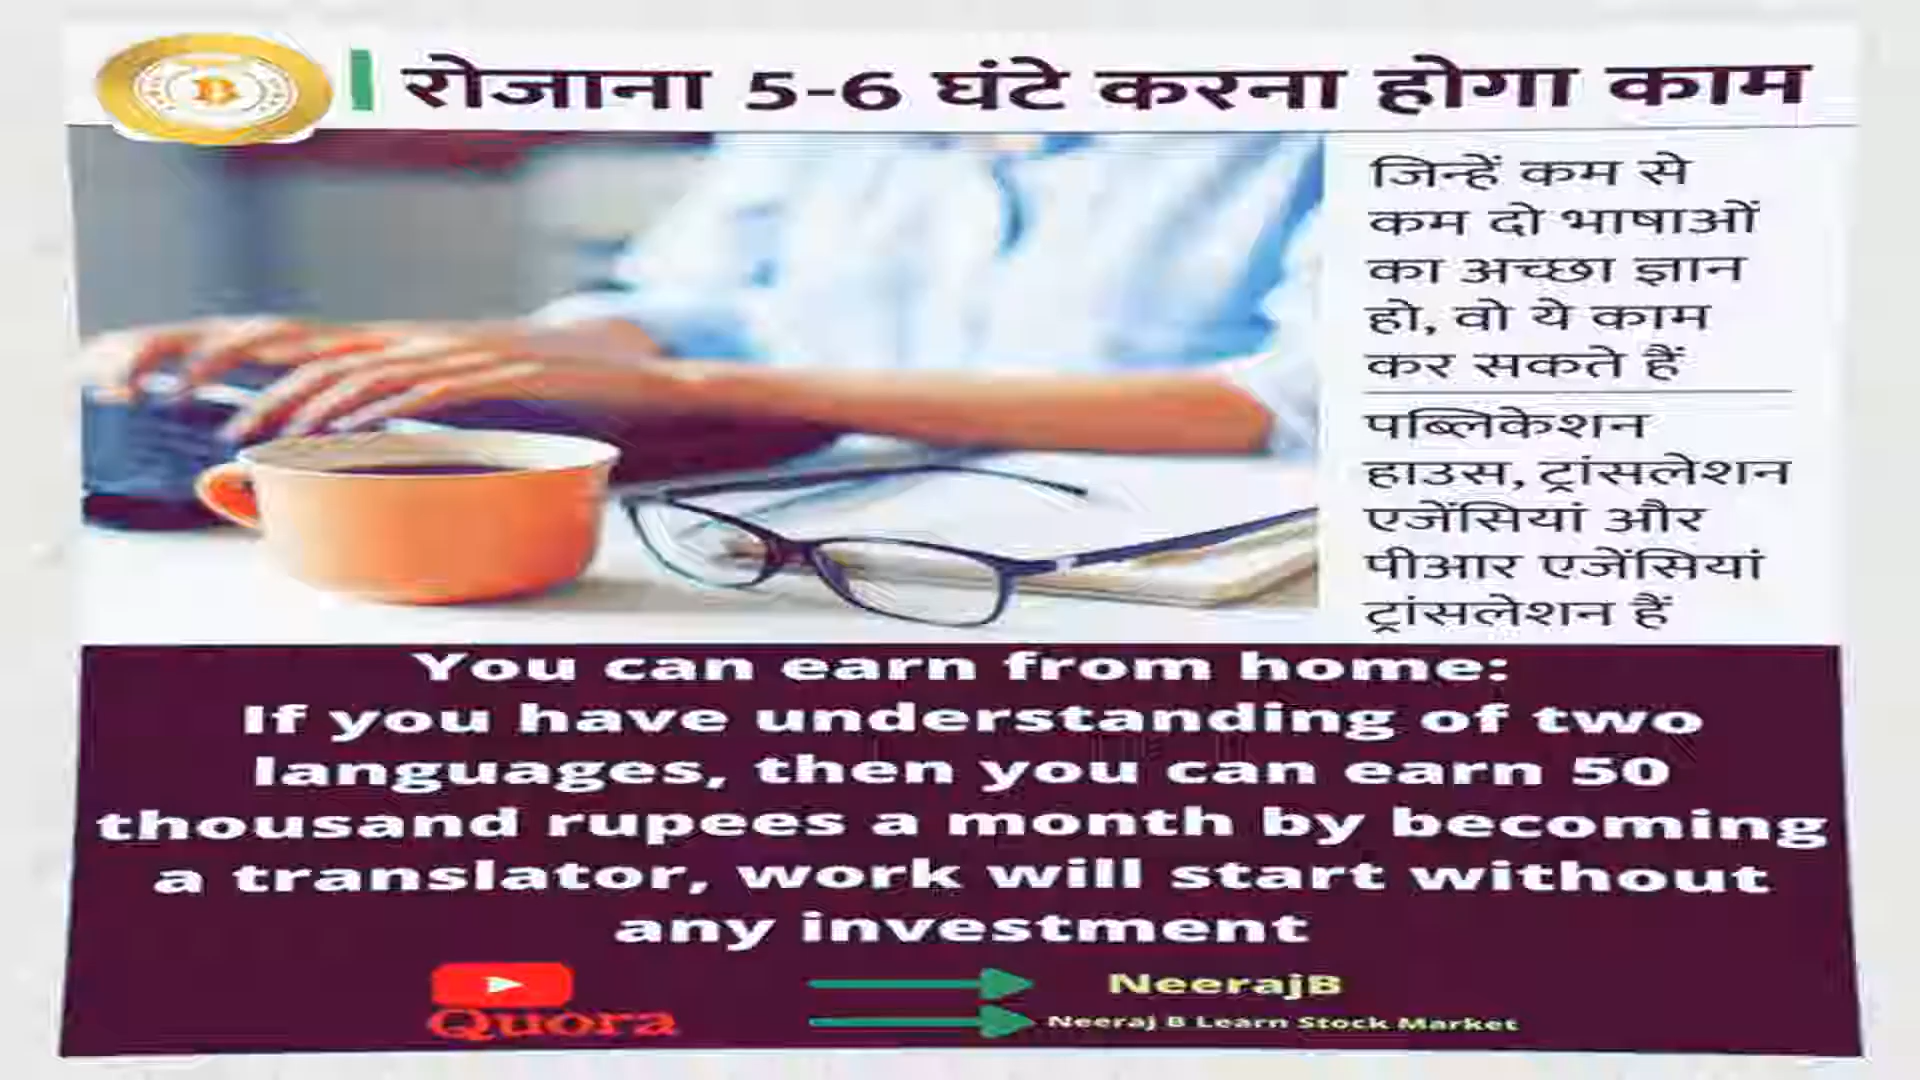 रोजाना 5-6 घंटे करना होगा काम
जिन्हें कम से
कम दो भाषाओं
का अच्छा ज्ञान
हो, वो ये काम
कर सकते हैं
पब्लिकेशन
हाउस, ट्रांसलेशन
एजेंसियां और
पीआर एजेंसियां
ट्रांसलेशन हैं
You can earn from home:
If you have understanding of two
languages, then you can earn 50
thousand rupees a month by becoming
a translator, work will start without
any investment
NeerajB
Quora
Neeraj B Learn Stock Market